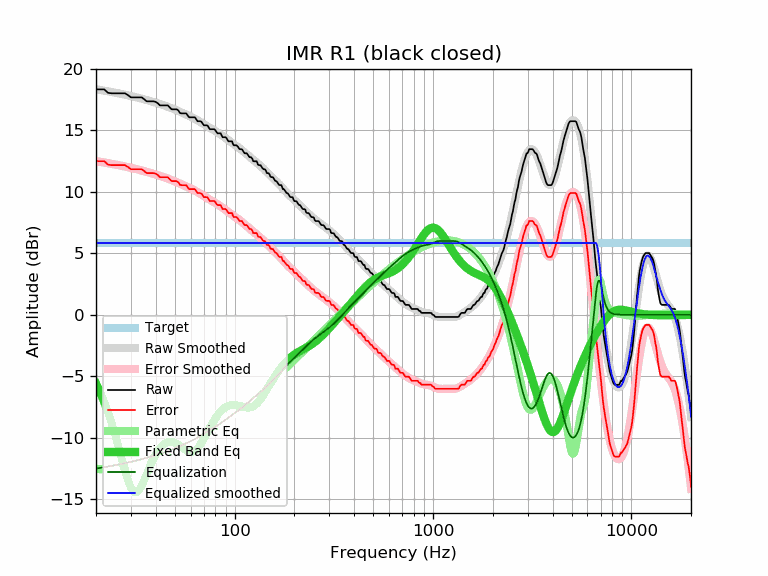 IMR R1 (black closed)
20
15
10
5
0
−5
−10
−15
Amplitude (dBr)
Target
Raw Smoothed
Error Smoothed
Raw
Error
Parametric Eq
Fixed Band Eq
Equalization
Equalized smoothed
100
1000
10000
Frequency (Hz)